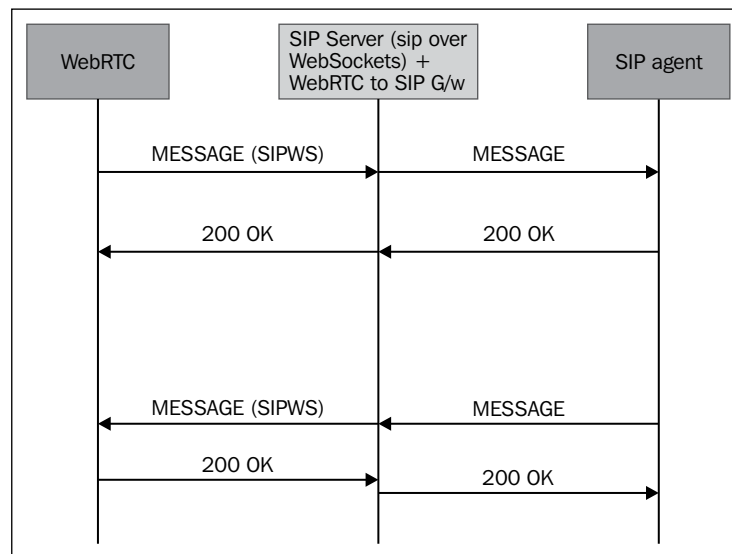 WebRTC
SIP Server (sip over
WebSockets) +
WebRTC to SIP G/w
SIP agent
MESSAGE (SIPWS)
MESSAGE
200 OK
200 OK
MESSAGE (SIPWS)
MESSAGE
200 OK
200 OK